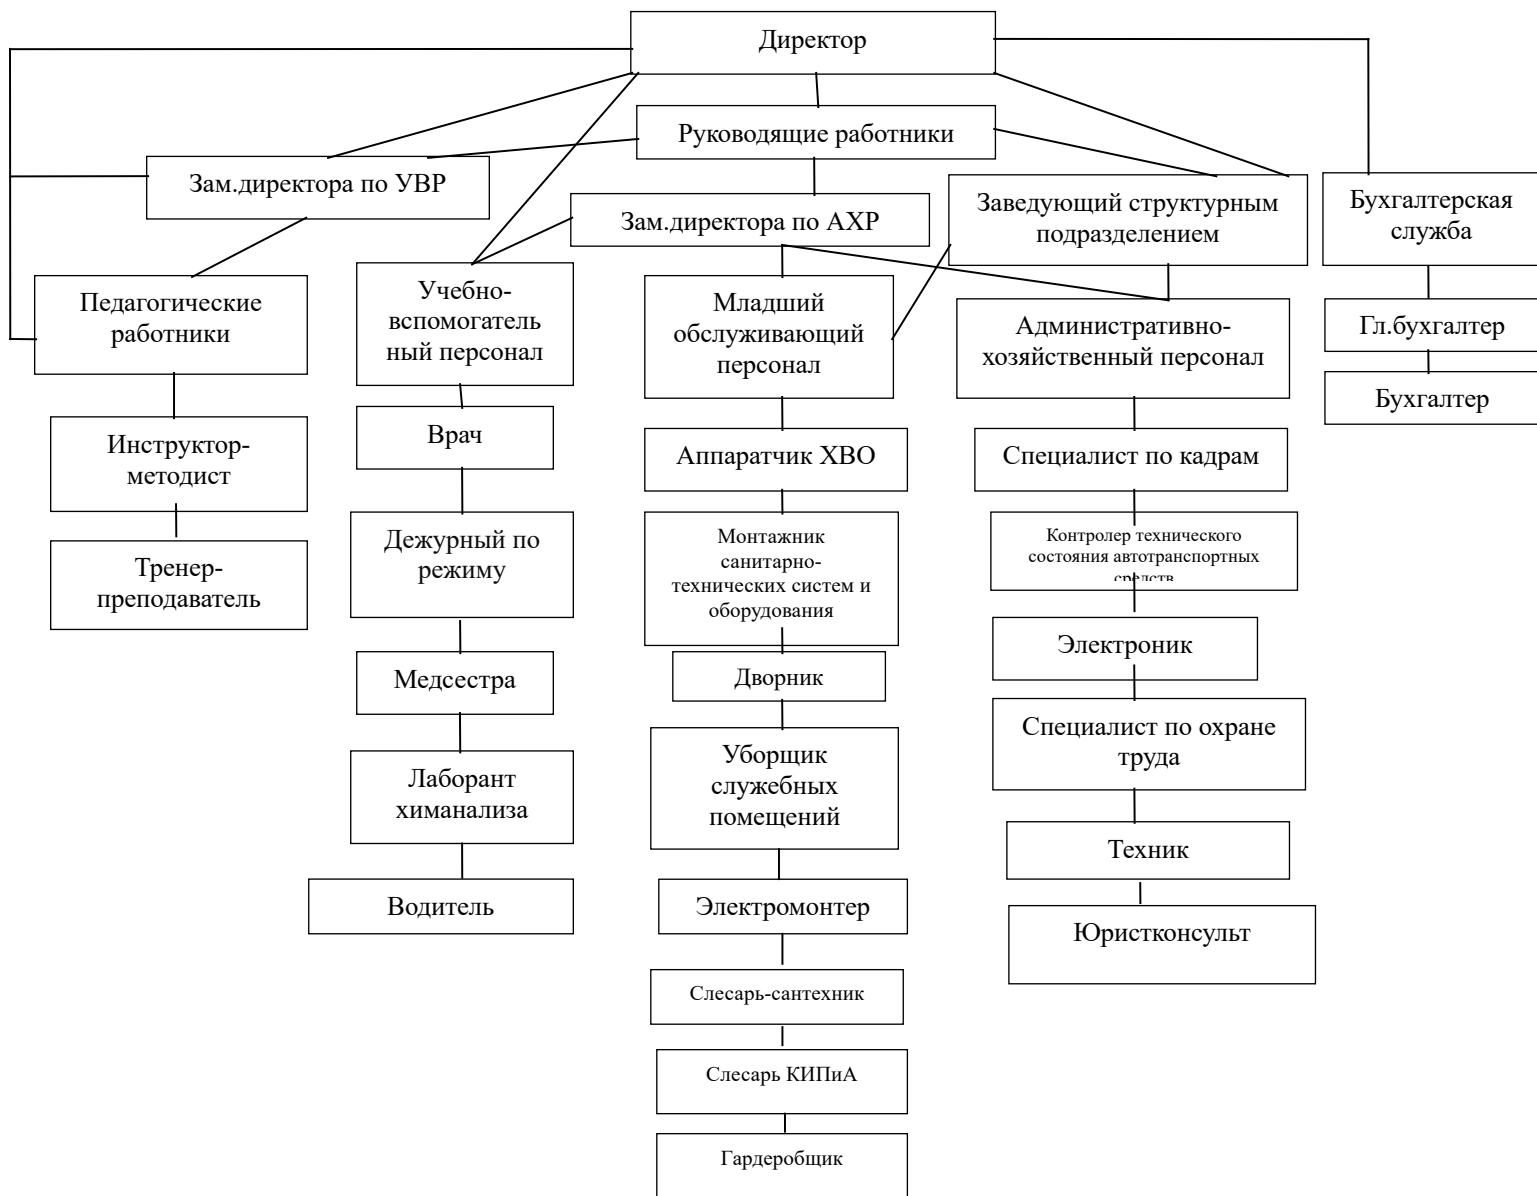 Директор
Руководящие работники
Зам.директора по УВР
Зам.директора по АХР
Заведующий структурным
подразделением
Бухгалтерская
служба
Педагогические
работники
Учебно-
вспомогатель
ный персонал
Младший
обслуживающий
персонал
Административно-
хозяйственный персонал
Гл.бухгалтер
Бухгалтер
Инструктор-
методист
Тренер-
преподаватель
Врач
Дежурный по
режиму
Медсестра
Лаборант
химанализа
Водитель
Аппаратчик ХВО
Монтажник
санитарно-
технических систем и
оборудования
Дворник
Уборщик
служебных
помещений
Электромонтер
Слесарь-сантехник
Слесарь КИПиА
Гардеробщик
Специалист по кадрам
Контролер технического
состояния автотранспортных
средств
Электроник
Специалист по охране
труда
Техник
Юристконсульт